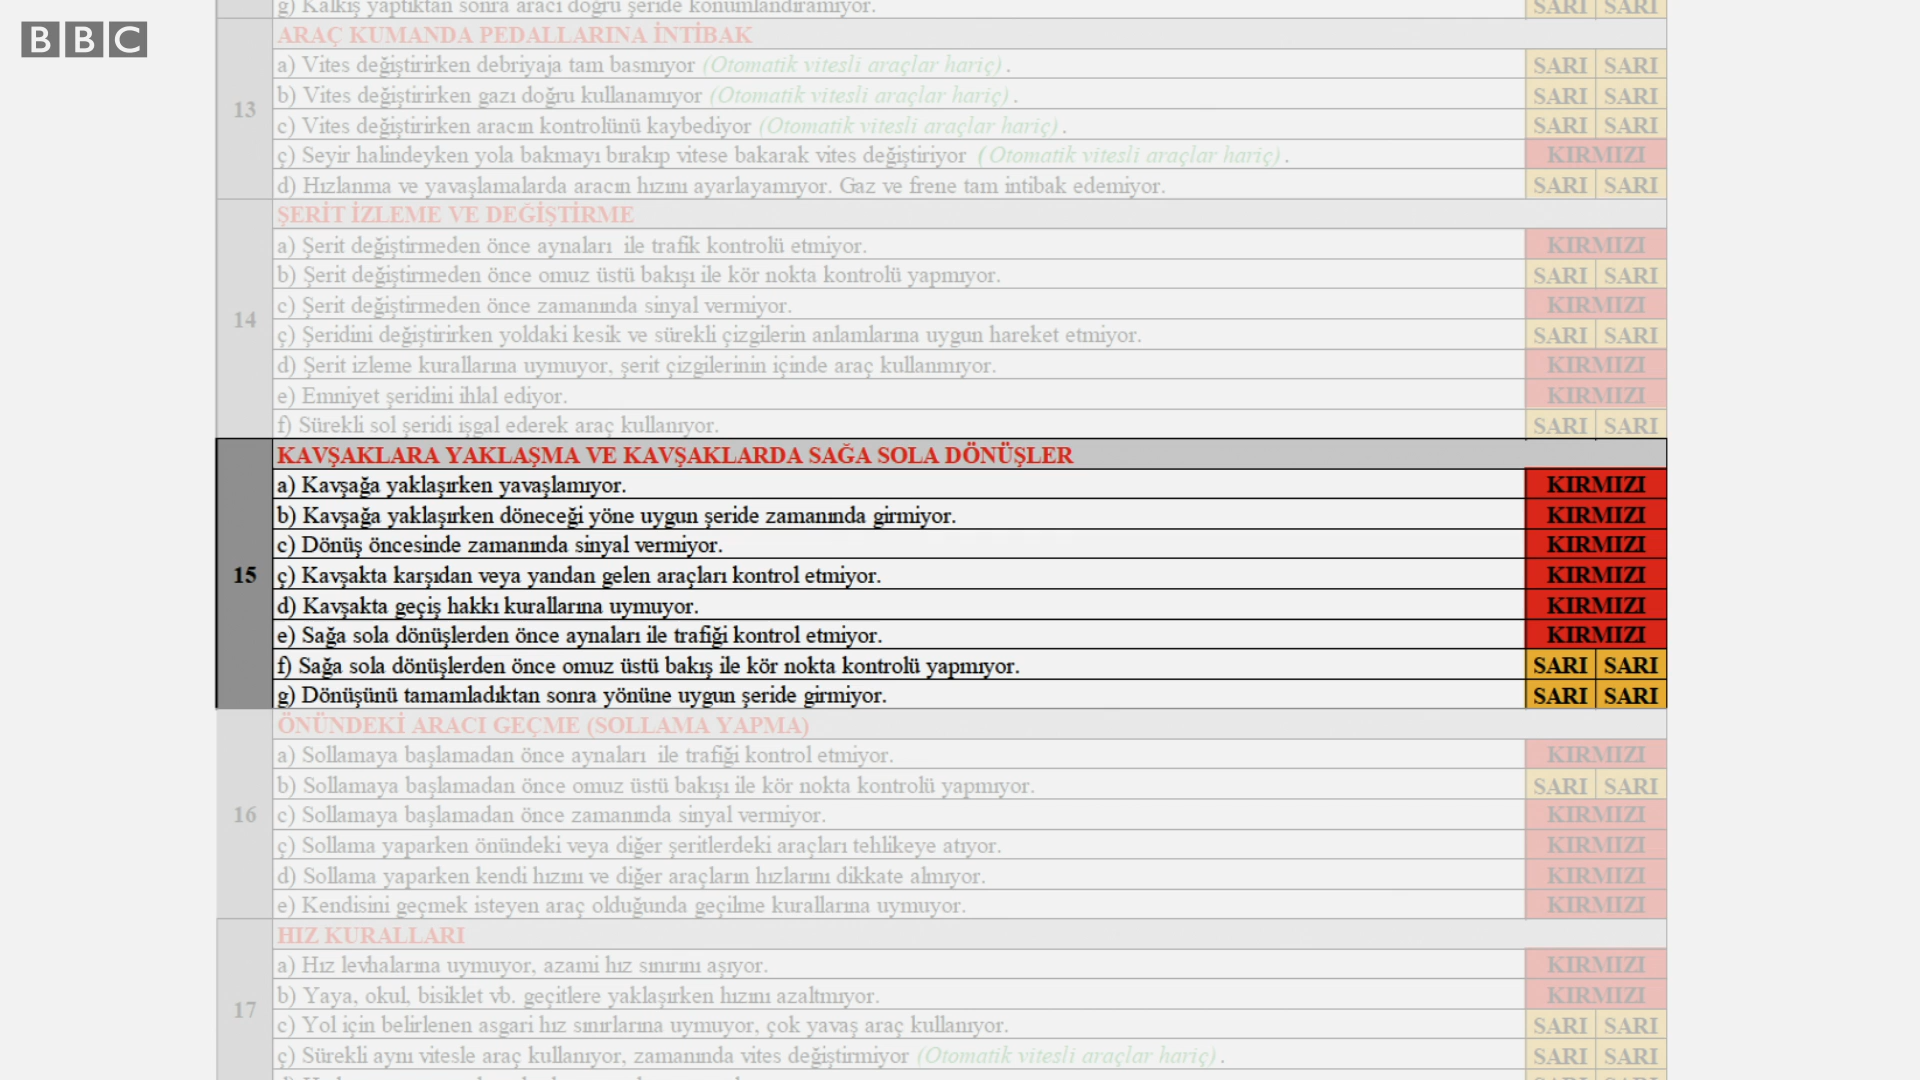 BBC
g) Kalkış yaptıktan sonra aracı doğru şeride konumlandıramıyor. SARI SARI
ARAÇ KUMANDA PEDALLARINA İNTİBAK
a) Vites değiştirirken debriyaja tam basmıyor (Otomatik vitesli araçlar hariç) . SARI SARI
b) Vites değiştirirken gazı doğru kullanamıyor (Otomatik vitesli araçlar hariç) . SARI SARI
13
c) Vites değiştirirken aracın kontrolünü kaybediyor (Otomatik vitesli araçlar hariç) . SARI SARI
ç) Seyir halindeyken yola bakmayı bırakıp vitese bakarak vites değiştiriyor (Otomatik vitesli araçlar hariç) . KIRMIZI
d) Hızlanma ve yavaşlamalarda aracın hızını ayarlayamıyor. Gaz ve frene tam intibak edemiyor. SARI SARI
ŞERİT İZLEME VE DEĞİŞTİRME
a) Şerit değiştirmeden önce aynaları ile trafik kontrolü etmiyor. KIRMIZI
b) Şerit değiştirmeden önce omuz üstü bakışı ile kör nokta kontrolü yapmıyor. SARI SARI
c) Şerit değiştirmeden önce zamanında sinyal vermiyor. KIRMIZI
14
ç) Şeridini değiştirirken yoldaki kesik ve sürekli çizgilerin anlamlarına uygun hareket etmiyor. SARI SARI
d) Şerit izleme kurallarına uymuyor, şerit çizgilerinin içinde araç kullanmıyor. KIRMIZI
e) Emniyet şeridini ihlal ediyor. KIRMIZI
f) Sürekli sol şeridi işgal ederek araç kullanıyor. SARI SARI
KAVŞAKLARA YAKLAŞMA VE KAVŞAKLARDA SAĞA SOLA DÖNÜŞLER
a) Kavşağa yaklaşırken yavaşlamıyor. KIRMIZI
b) Kavşağa yaklaşırken döneceği yöne uygun şeride zamanında girmiyor. KIRMIZI
c) Dönüş öncesinde zamanında sinyal vermiyor. KIRMIZI
15
ç) Kavşakta karşıdan veya yandan gelen araçları kontrol etmiyor. KIRMIZI
d) Kavşakta geçiş hakkı kurallarına uymuyor. KIRMIZI
e) Sağa sola dönüşlerden önce aynaları ile trafiği kontrol etmiyor. KIRMIZI
f) Sağa sola dönüşlerden önce omuz üstü bakış ile kör nokta kontrolü yapmıyor. SARI SARI
g) Dönüşünü tamamladıktan sonra yönüne uygun şeride girmiyor. SARI SARI
ÖNÜNDEKİ ARACI GEÇME (SOLLAMA YAPMA)
a) Sollamaya başlamadan önce aynaları ile trafiği kontrol etmiyor. KIRMIZI
b) Sollamaya başlamadan önce omuz üstü bakışı ile kör nokta kontrolü yapmıyor. SARI SARI
16
c) Sollamaya başlamadan önce zamanında sinyal vermiyor. KIRMIZI
ç) Sollama yaparken önündeki veya diğer şeritlerdeki araçları tehlikeye atıyor. KIRMIZI
d) Sollama yaparken kendi hızını ve diğer araçların hızlarını dikkate almıyor. KIRMIZI
e) Kendisini geçmek isteyen araç olduğunda geçilme kurallarına uymuyor. KIRMIZI
HIZ KURALLARI
a) Hız levhalarına uymuyor, azami hız sınırını aşıyor. KIRMIZI
b) Yaya, okul, bisiklet vb. geçitlere yaklaşırken hızını azaltmıyor. KIRMIZI
17
c) Yol için belirlenen asgari hız sınırlarına uymuyor, çok yavaş araç kullanıyor. SARI SARI
ç) Sürekli aynı vitesle araç kullanıyor, zamanında vites değiştirmiyor (Otomatik vitesli araçlar hariç) . SARI SARI